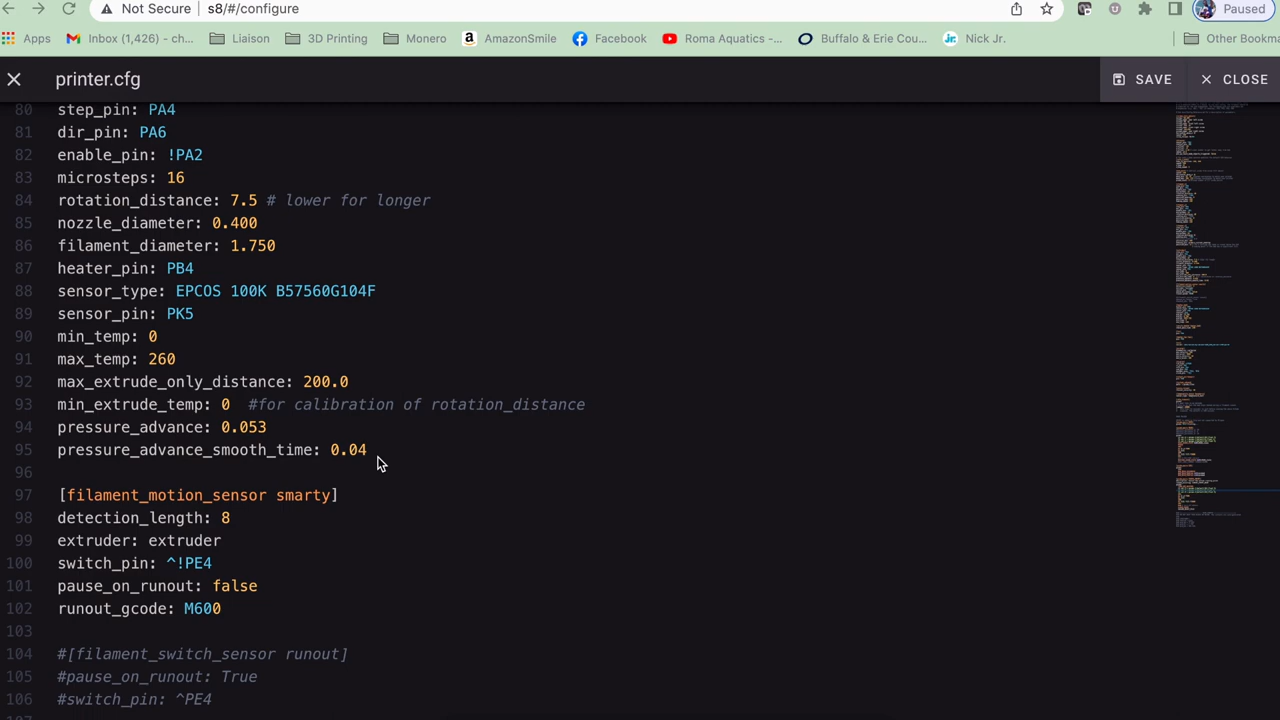 Not Secure s8/#/configure Paused
Apps Inbox (1,426) - ch... Liaison 3D Printing Monero AmazonSmile Facebook Roma Aquatics -... Buffalo & Erie Cou... Nick Jr. Other Bookma
printer.cfg SAVE CLOSE
80 step_pin: PA4
81 dir_pin: PA6
82 enable_pin: !PA2
83 microsteps: 16
84 rotation_distance: 7.5 # lower for longer
85 nozzle_diameter: 0.400
86 filament_diameter: 1.750
87 heater_pin: PB4
88 sensor_type: EPCOS 100K B57560G104F
89 sensor_pin: PK5
90 min_temp: 0
91 max_temp: 260
92 max_extrude_only_distance: 200.0
93 min_extrude_temp: 0 #for calibration of rotation_distance
94 pressure_advance: 0.053
95 pressure_advance_smooth_time: 0.04
96
97 [filament_motion_sensor smarty]
98 detection_length: 8
99 extruder: extruder
100 switch_pin: ^!PE4
101 pause_on_runout: false
102 runout_gcode: M600
103
104 #[filament_switch_sensor runout]
105 #pause_on_runout: True
106 #switch_pin: ^PE4
107